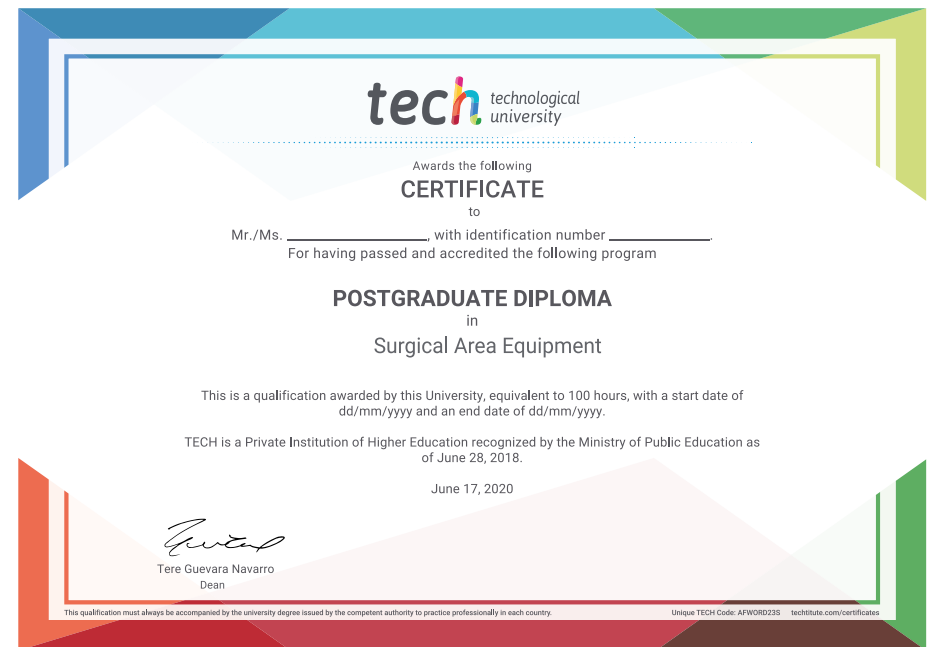 tech technological
university
Awards the following
CERTIFICATE
to
Mr./Ms. ____________________, with identification number ______________.
For having passed and accredited the following program
POSTGRADUATE DIPLOMA
in
Surgical Area Equipment
This is a qualification awarded by this University, equivalent to 100 hours, with a start date of
dd/mm/yyyy and an end date of dd/mm/yyyy.
TECH is a Private Institution of Higher Education recognized by the Ministry of Public Education as
of June 28, 2018.
June 17, 2020
Tere Guevara Navarro
Dean
This qualification must always be accompanied by the university degree issued by the competent authority to practice professionally in each country. Unique TECH Code: AFWORD23S techtitute.com/certificates